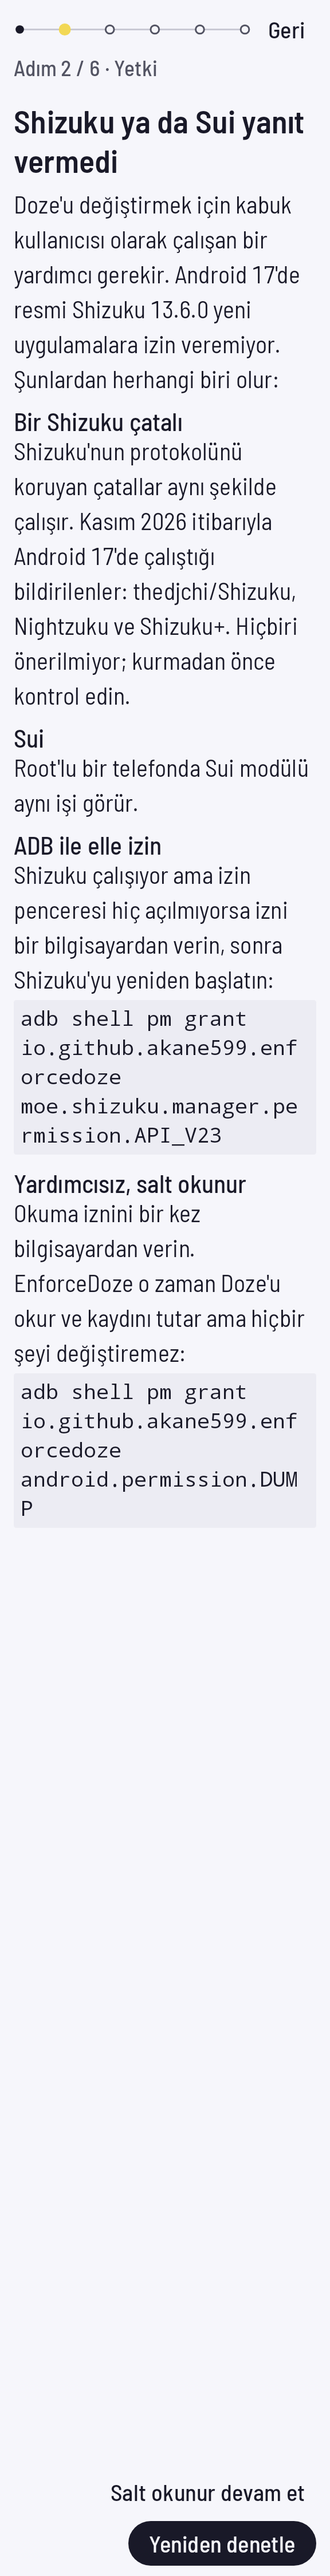 Geri
Adım 2 / 6 · Yetki
Shizuku ya da Sui yanıt
vermedi
Doze'u değiştirmek için kabuk
kullanıcısı olarak çalışan bir
yardımcı gerekir. Android 17'de
resmi Shizuku 13.6.0 yeni
uygulamalara izin veremiyor.
Şunlardan herhangi biri olur:
Bir Shizuku çatalı
Shizuku'nun protokolünü
koruyan çatallar aynı şekilde
çalışır. Kasım 2026 itibarıyla
Android 17'de çalıştığı
bildirilenler: thedjchi/Shizuku,
Nightzuku ve Shizuku+. Hiçbiri
önerilmiyor; kurmadan önce
kontrol edin.
Sui
Root'lu bir telefonda Sui modülü
aynı işi görür.
ADB ile elle izin
Shizuku çalışıyor ama izin
penceresi hiç açılmıyorsa izni
bir bilgisayardan verin, sonra
Shizuku'yu yeniden başlatın:
adb shell pm grant
io.github.akane599.enf
orcedoze
moe.shizuku.manager.pe
rmission.API_V23
Yardımcısız, salt okunur
Okuma iznini bir kez
bilgisayardan verin.
EnforceDoze o zaman Doze'u
okur ve kaydını tutar ama hiçbir
şeyi değiştiremez:
adb shell pm grant
io.github.akane599.enf
orcedoze
android.permission.DUM
P
Salt okunur devam et
Yeniden denetle